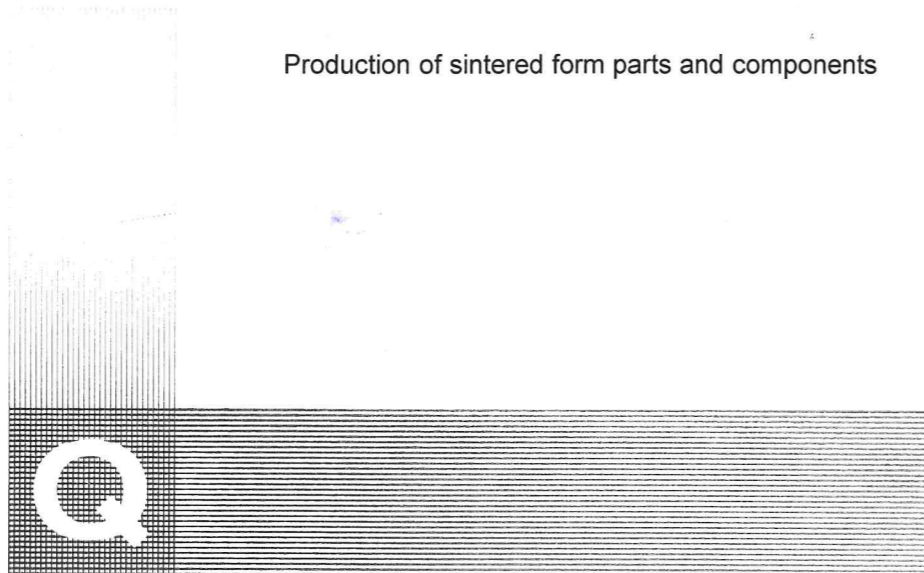 Production of sintered form parts and components
Q